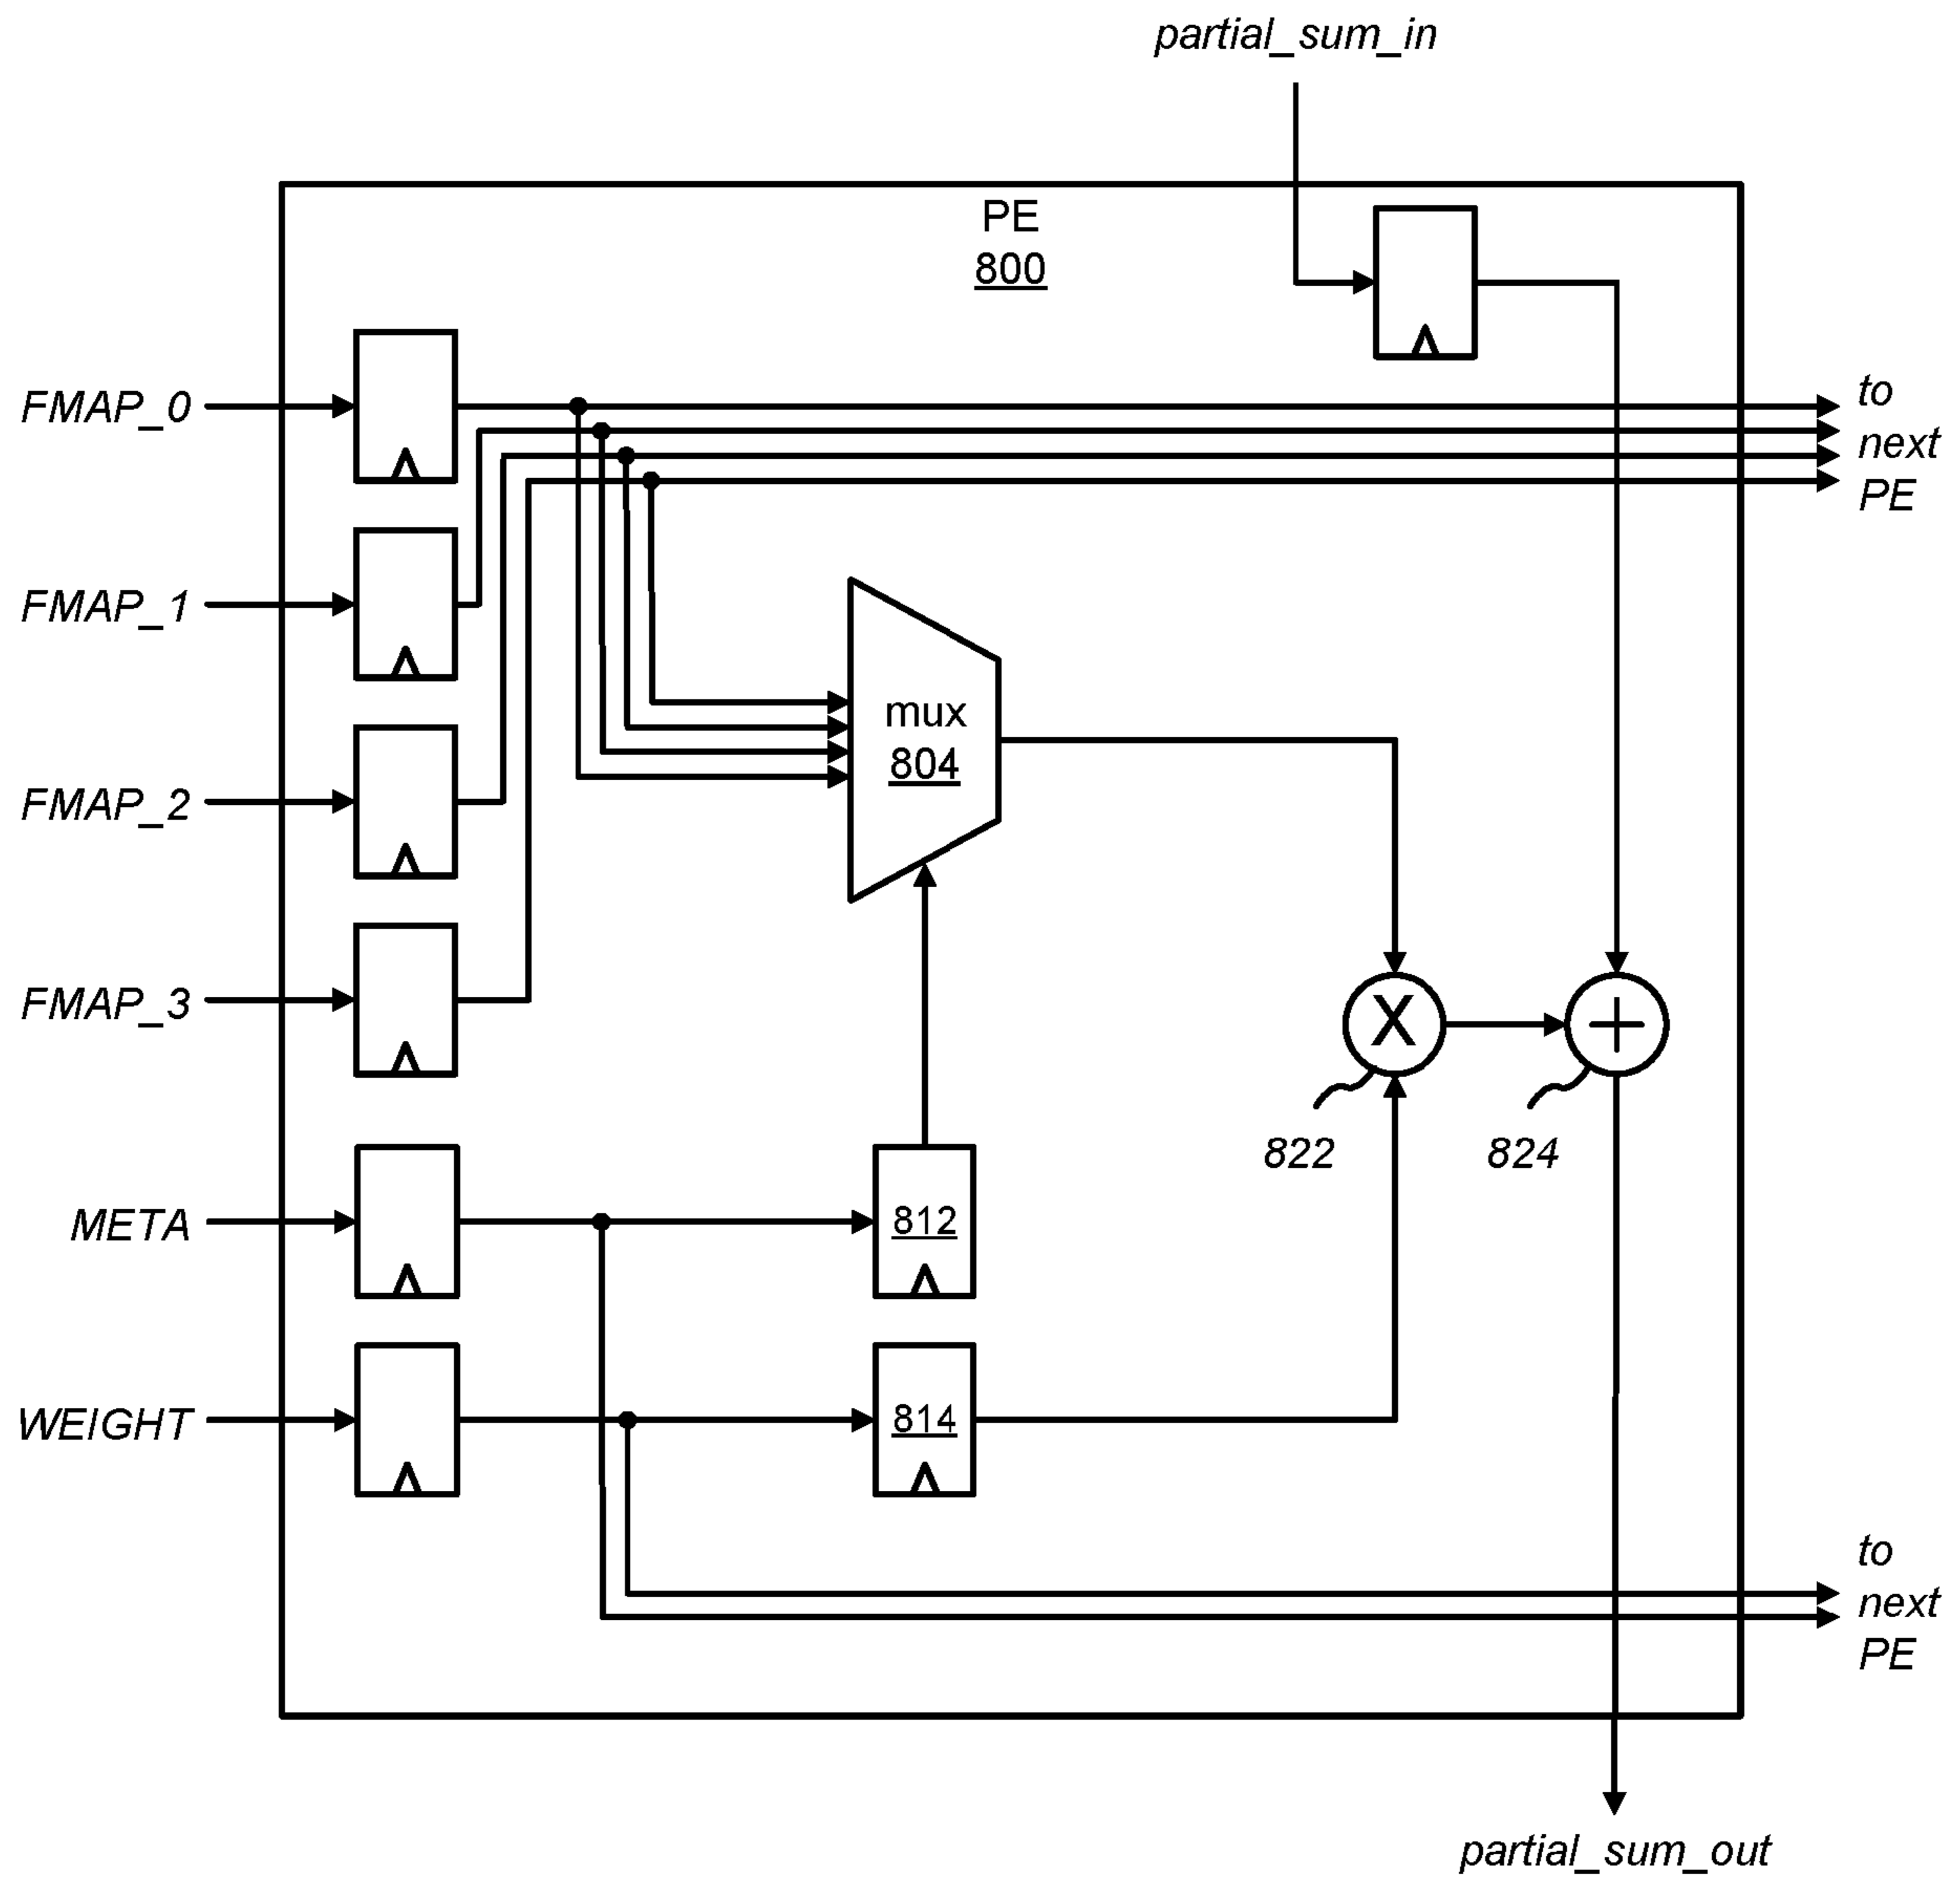 partial_sum_in
PE
800
FMAP_0
to
next
PE
FMAP_1
mux
804
FMAP_2
FMAP_3
X
+
822
824
META
812
WEIGHT
814
to
next
PE
partial_sum_out